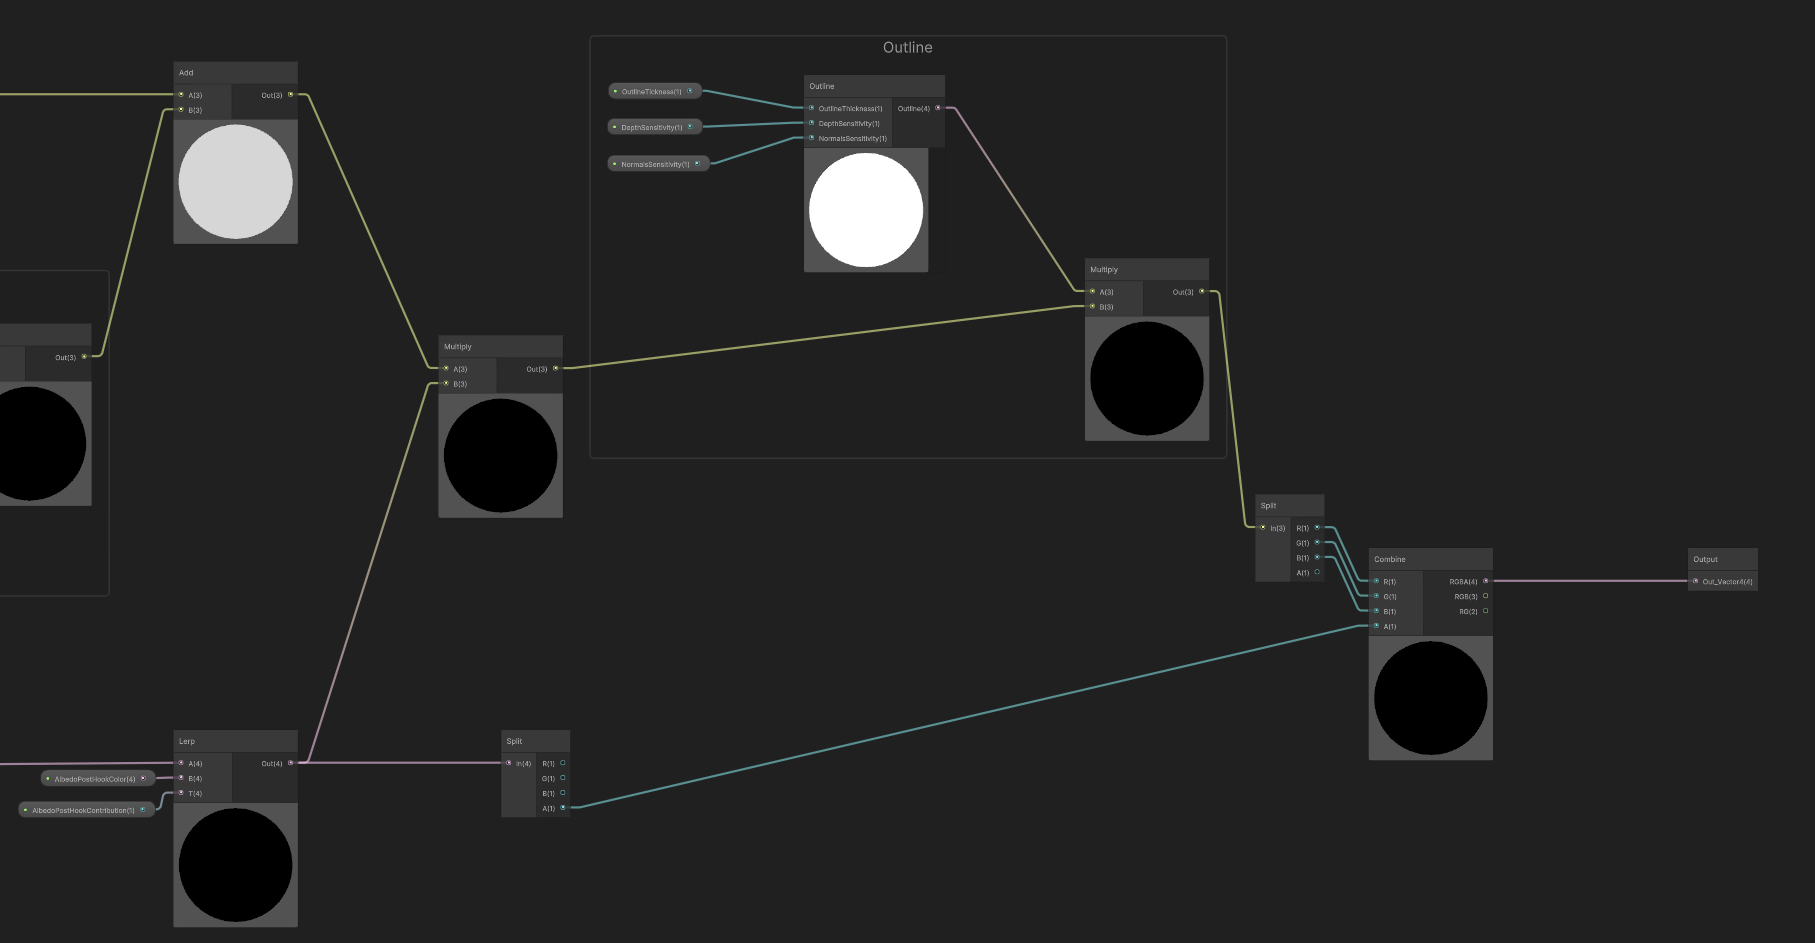 Add
A(3)
Out(3)
B(3)
Out(3)
Multiply
A(3)
Out(3)
B(3)
Outline
OutlineTickness(1)
DepthSensitivity(1)
NormalsSensitivity(1)
Outline
OutlineThickness(1)
Outline(4)
DepthSensitivity(1)
NormalsSensitivity(1)
Multiply
A(3)
Out(3)
B(3)
Split
In(3)
R(1)
G(1)
B(1)
A(1)
Combine
R(1)
RGBA(4)
G(1)
RGB(3)
B(1)
RG(2)
A(1)
Output
Out_Vector4(4)
Lerp
A(4)
Out(4)
B(4)
T(4)
AlbedoPostHookColor(4)
AlbedoPostHookContribution(1)
Split
In(4)
R(1)
G(1)
B(1)
A(1)